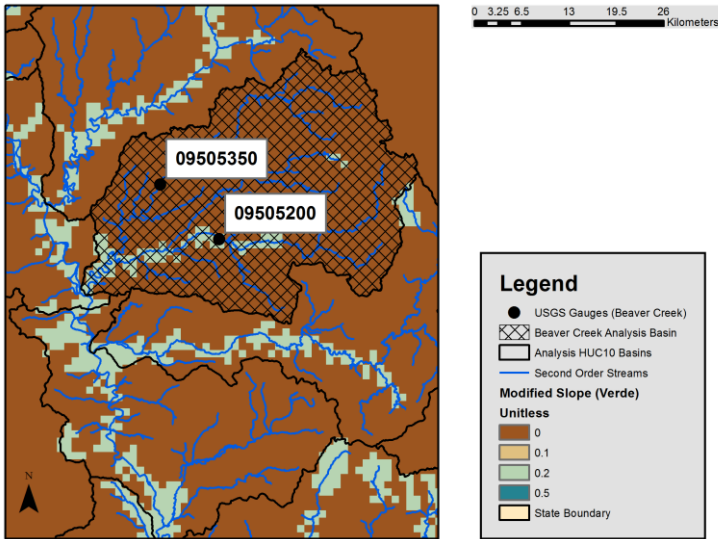 0 3.25 6.5 13 19.5 26
Kilometers
09505350
09505200
N
Legend
USGS Gauges (Beaver Creek)
Beaver Creek Analysis Basin
Analysis HUC10 Basins
Second Order Streams
Modified Slope (Verde)
Unitless
0
0.1
0.2
0.5
State Boundary